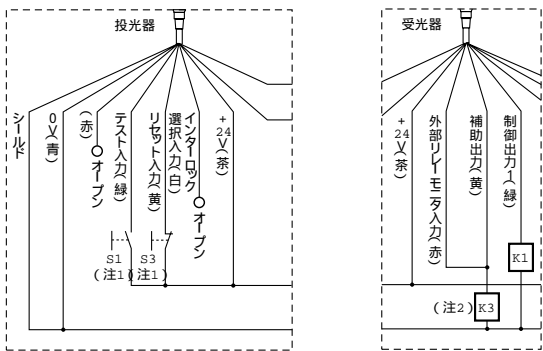 投光器
シールド
0V(青)
(赤)
オープン
テスト入力(緑)
リセット入力(黄)
インターロック
選択入力(白)
オープン
+24V(茶)
S1
(注1)
S3
(注1)
受光器
+24V(茶)
外部リレーモニタ入力(赤)
補助出力(黄)
制御出力1(緑)
K1
(注2)
K3